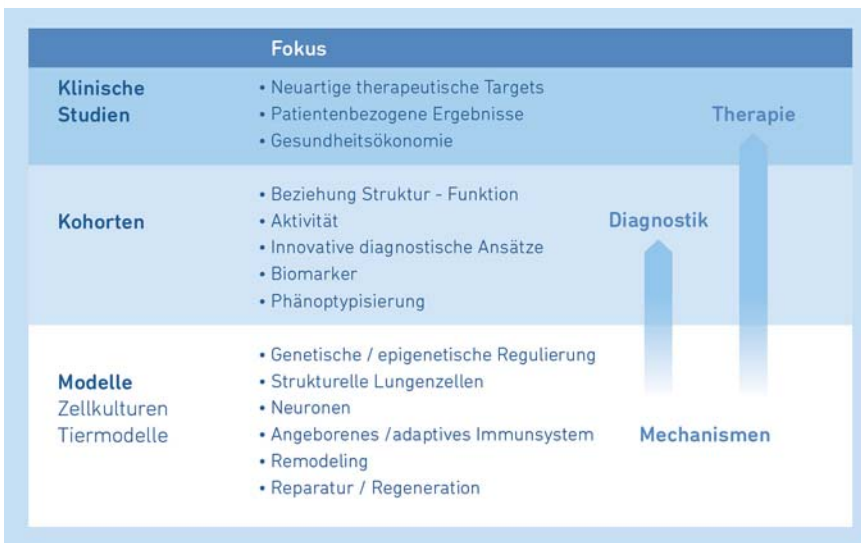 Fokus
Klinische
Studien
• Neuartige therapeutische Targets
• Patientenbezogene Ergebnisse
• Gesundheitsökonomie
Therapie
Kohorten
• Beziehung Struktur - Funktion
• Aktivität
• Innovative diagnostische Ansätze
• Biomarker
• Phänoptypisierung
Diagnostik
Modelle
Zellkulturen
Tiermodelle
• Genetische / epigenetische Regulierung
• Strukturelle Lungenzellen
• Neuronen
• Angeborenes /adaptives Immunsystem
• Remodeling
• Reparatur / Regeneration
Mechanismen